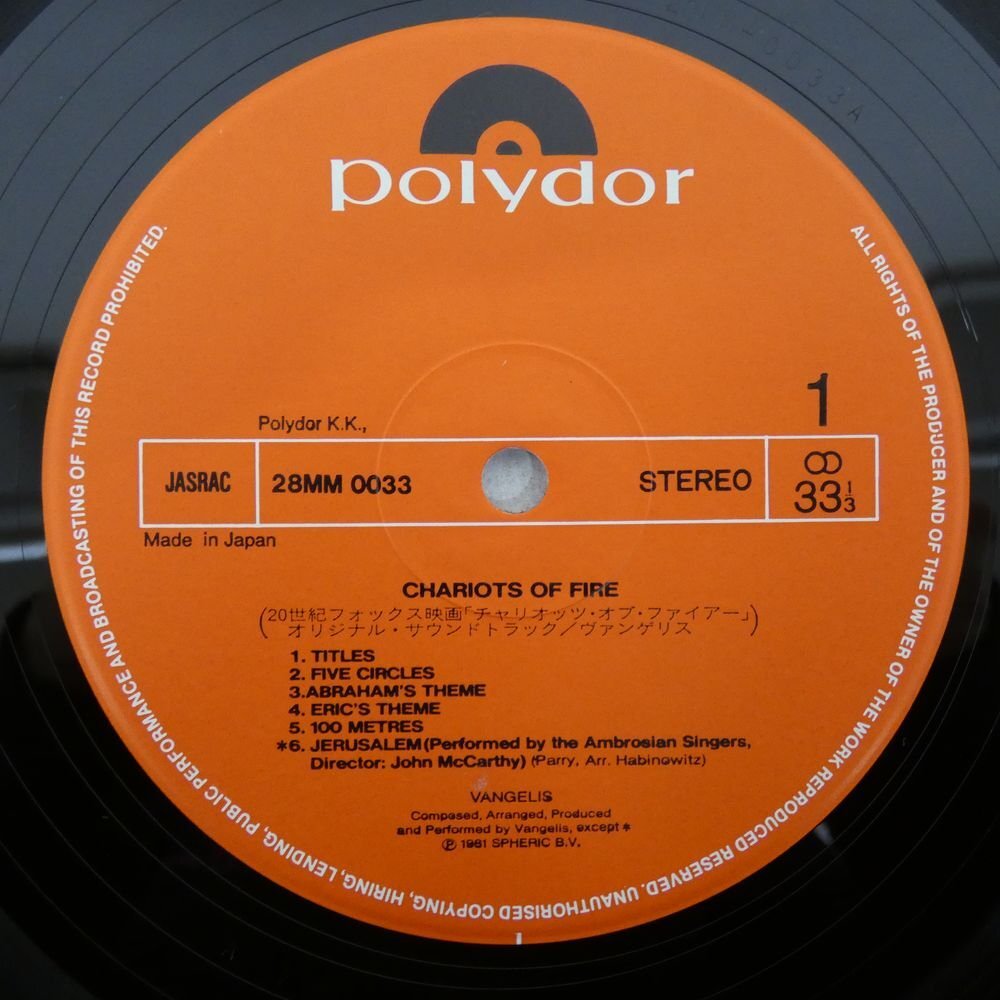 polydor
1
Polydor K.K.,
JASRAC
28MM 0033
STEREO
33⅓
Made in Japan
CHARIOTS OF FIRE
(20世紀フォックス映画「チャリオッツ・オブ・ファイアー」
オリジナル・サウンドトラック/ヴァンゲリス)
1. TITLES
2. FIVE CIRCLES
3.ABRAHAM'S THEME
4. ERIC'S THEME
5. 100 METRES
*6. JERUSALEM(Performed by the Ambrosian Singers,
Director: John McCarthy) (Parry, Arr. Habinowitz)
VANGELIS
Composed, Arranged, Produced
and Performed by Vangelis, except *
℗ 1981 SPHERIC B.V.
ALL RIGHTS OF THE PRODUCER AND OF THE OWNER OF THE WORK REPRODUCED RESERVED. UNAUTHORISED COPYING, HIRING, LENDING, PUBLIC PERFORMANCE AND BROADCASTING OF THIS RECORD PROHIBITED.